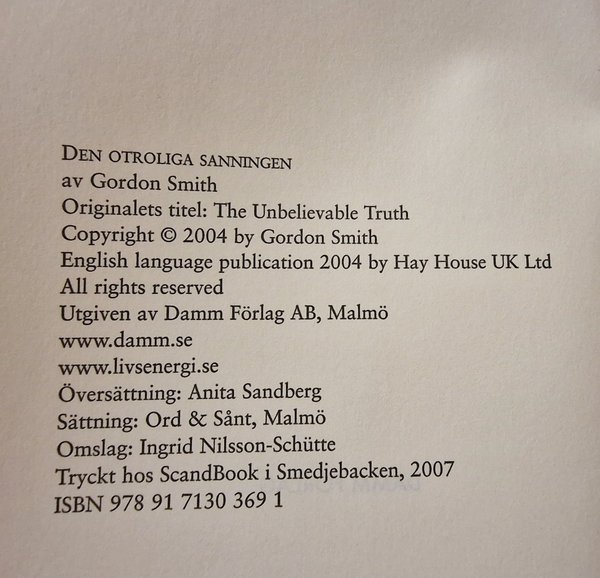 DEN OTROLIGA SANNINGEN
av Gordon Smith
Originalets titel: The Unbelievable Truth
Copyright © 2004 by Gordon Smith
English language publication 2004 by Hay House UK Ltd
All rights reserved
Utgiven av Damm Förlag AB, Malmö
www.damm.se
www.livsenergi.se
Översättning: Anita Sandberg
Sättning: Ord & Sånt, Malmö
Omslag: Ingrid Nilsson-Schütte
Tryckt hos ScandBook i Smedjebacken, 2007
ISBN 978 91 7130 369 1